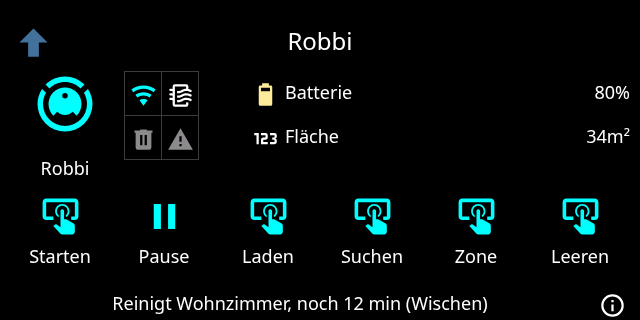 Robbi
Batterie 80%
123 Fläche 34m²
Robbi
Starten Pause Laden Suchen Zone Leeren
Reinigt Wohnzimmer, noch 12 min (Wischen)